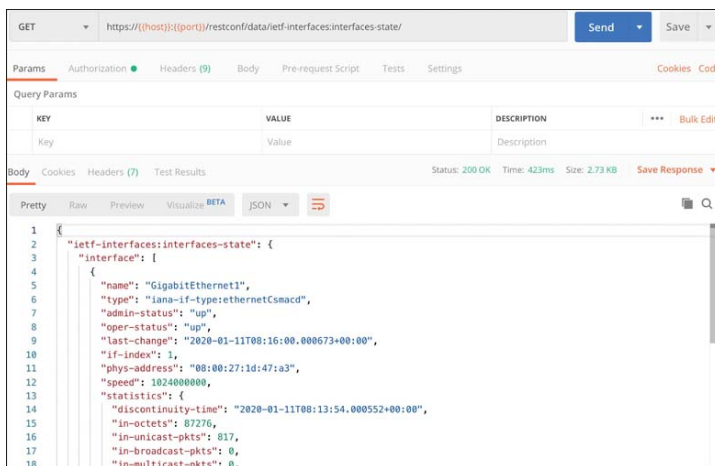 GET https://{{host}}:{{port}}/restconf/data/ietf-interfaces:interfaces-state/ Send Save
Params Authorization Headers (9) Body Pre-request Script Tests Settings Cookies Cod
Query Params
KEY VALUE DESCRIPTION ••• Bulk Edit
Key Value Description
Body Cookies Headers (7) Test Results Status: 200 OK Time: 423ms Size: 2.73 KB Save Response
Pretty Raw Preview Visualize BETA JSON
1 {
2 "ietf-interfaces:interfaces-state": {
3 "interface": [
4 {
5 "name": "GigabitEthernet1",
6 "type": "iana-if-type:ethernetCsmacd",
7 "admin-status": "up",
8 "oper-status": "up",
9 "last-change": "2020-01-11T08:16:00.000673+00:00",
10 "if-index": 1,
11 "phys-address": "08:00:27:1d:47:a3",
12 "speed": 1024000000,
13 "statistics": {
14 "discontinuity-time": "2020-01-11T08:13:54.000552+00:00",
15 "in-octets": 87276,
16 "in-unicast-pkts": 817,
17 "in-broadcast-pkts": 0,
18 "in-multicast-pkts": 0,